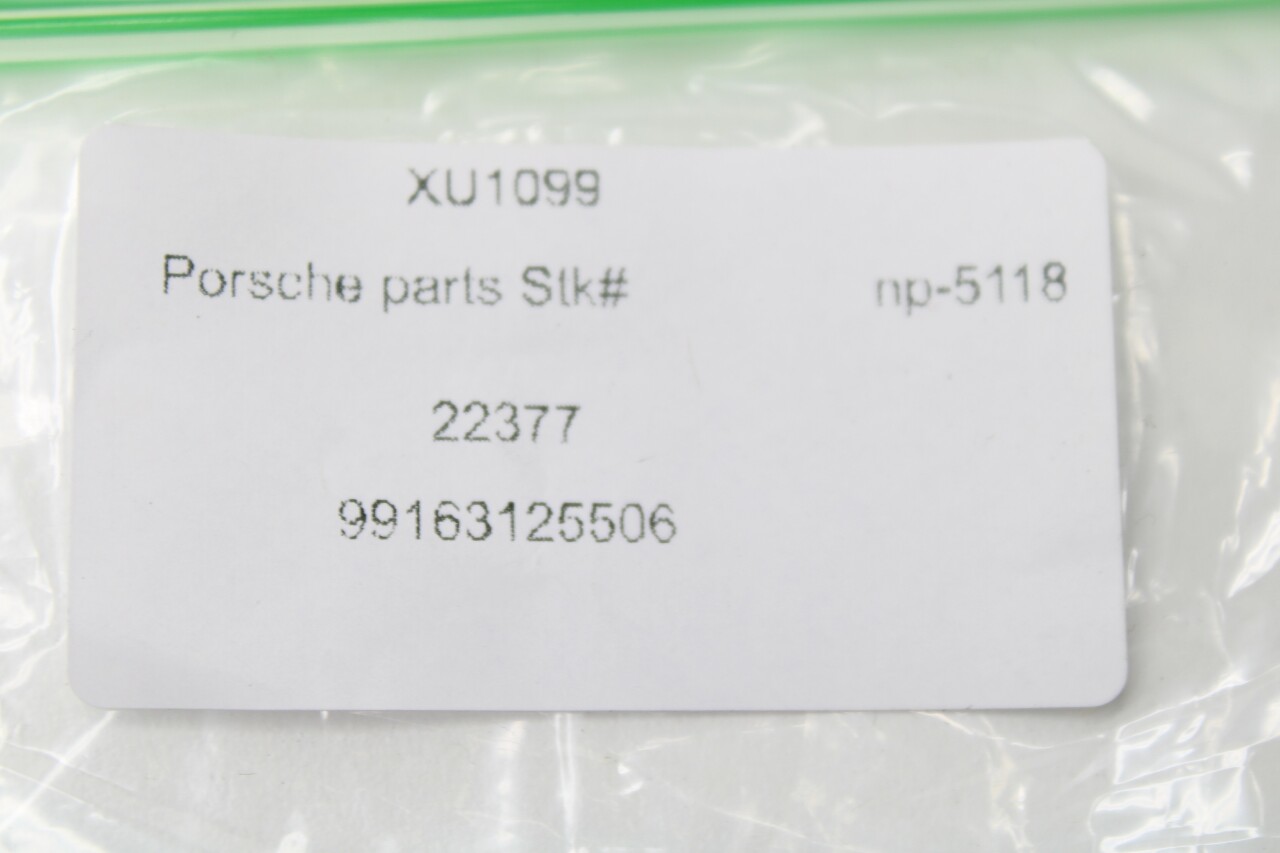 XU1099
Porsche parts Stk# np-5118
22377
99163125506